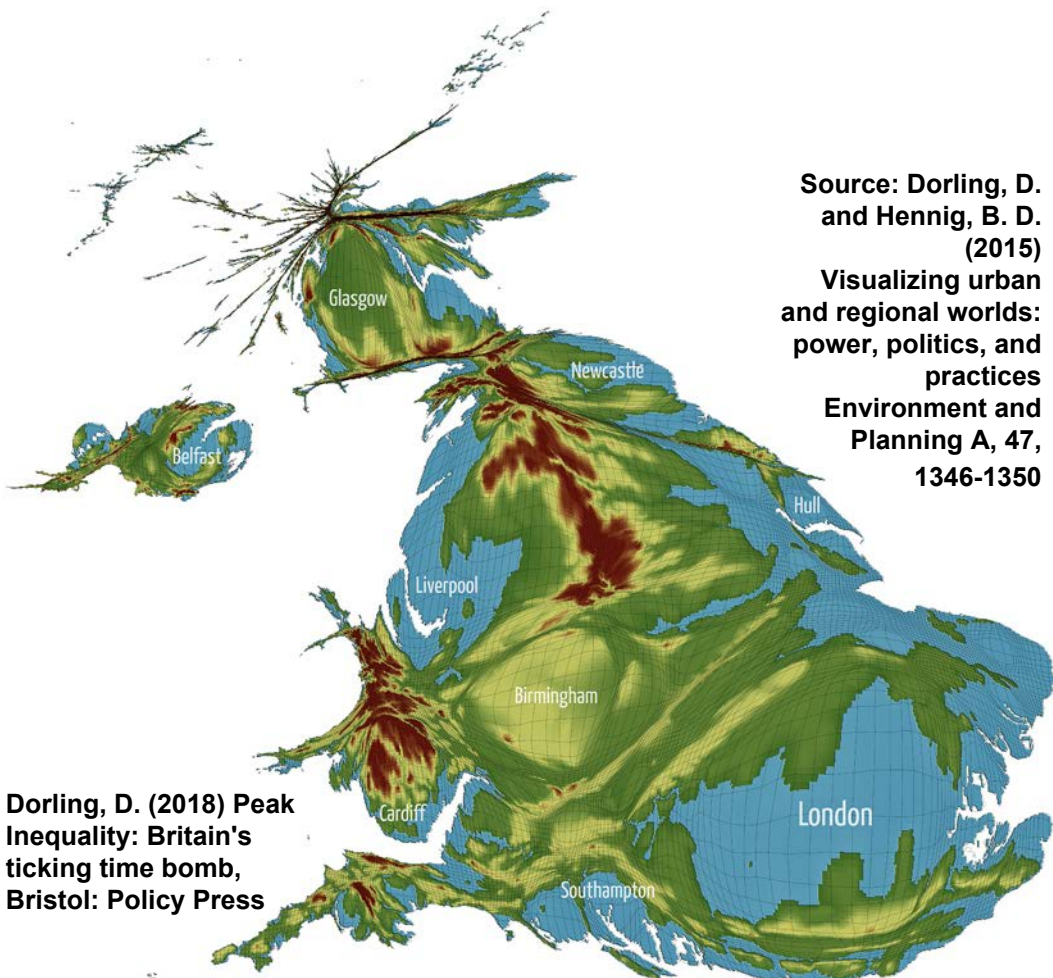 Source: Dorling, D.
and Hennig, B. D.
(2015)
Visualizing urban
and regional worlds:
power, politics, and
practices
Environment and
Planning A, 47,
1346-1350
Glasgow
Newcastle
Belfast
Hull
Liverpool
Birmingham
London
Cardiff
Southampton
Dorling, D. (2018) Peak
Inequality: Britain's
ticking time bomb,
Bristol: Policy Press